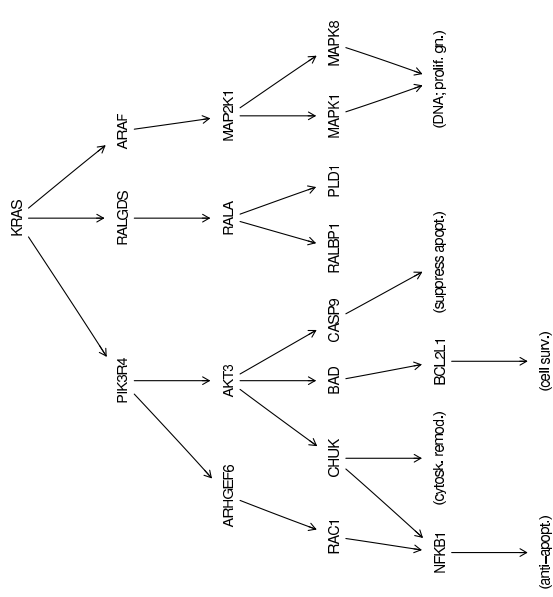 KRAS
ARAF
RALGDS
PIK3R4
MAP2K1
RALA
AKT3
ARHGEF6
MAPK8
MAPK1
PLD1
RALBP1
CASP9
BAD
CHUK
RAC1
(DNA; prolif. gn.)
(suppress apopt.)
BCL2L1
(cytosk. remod.)
NFKB1
(cell surv.)
(anti−apopt.)